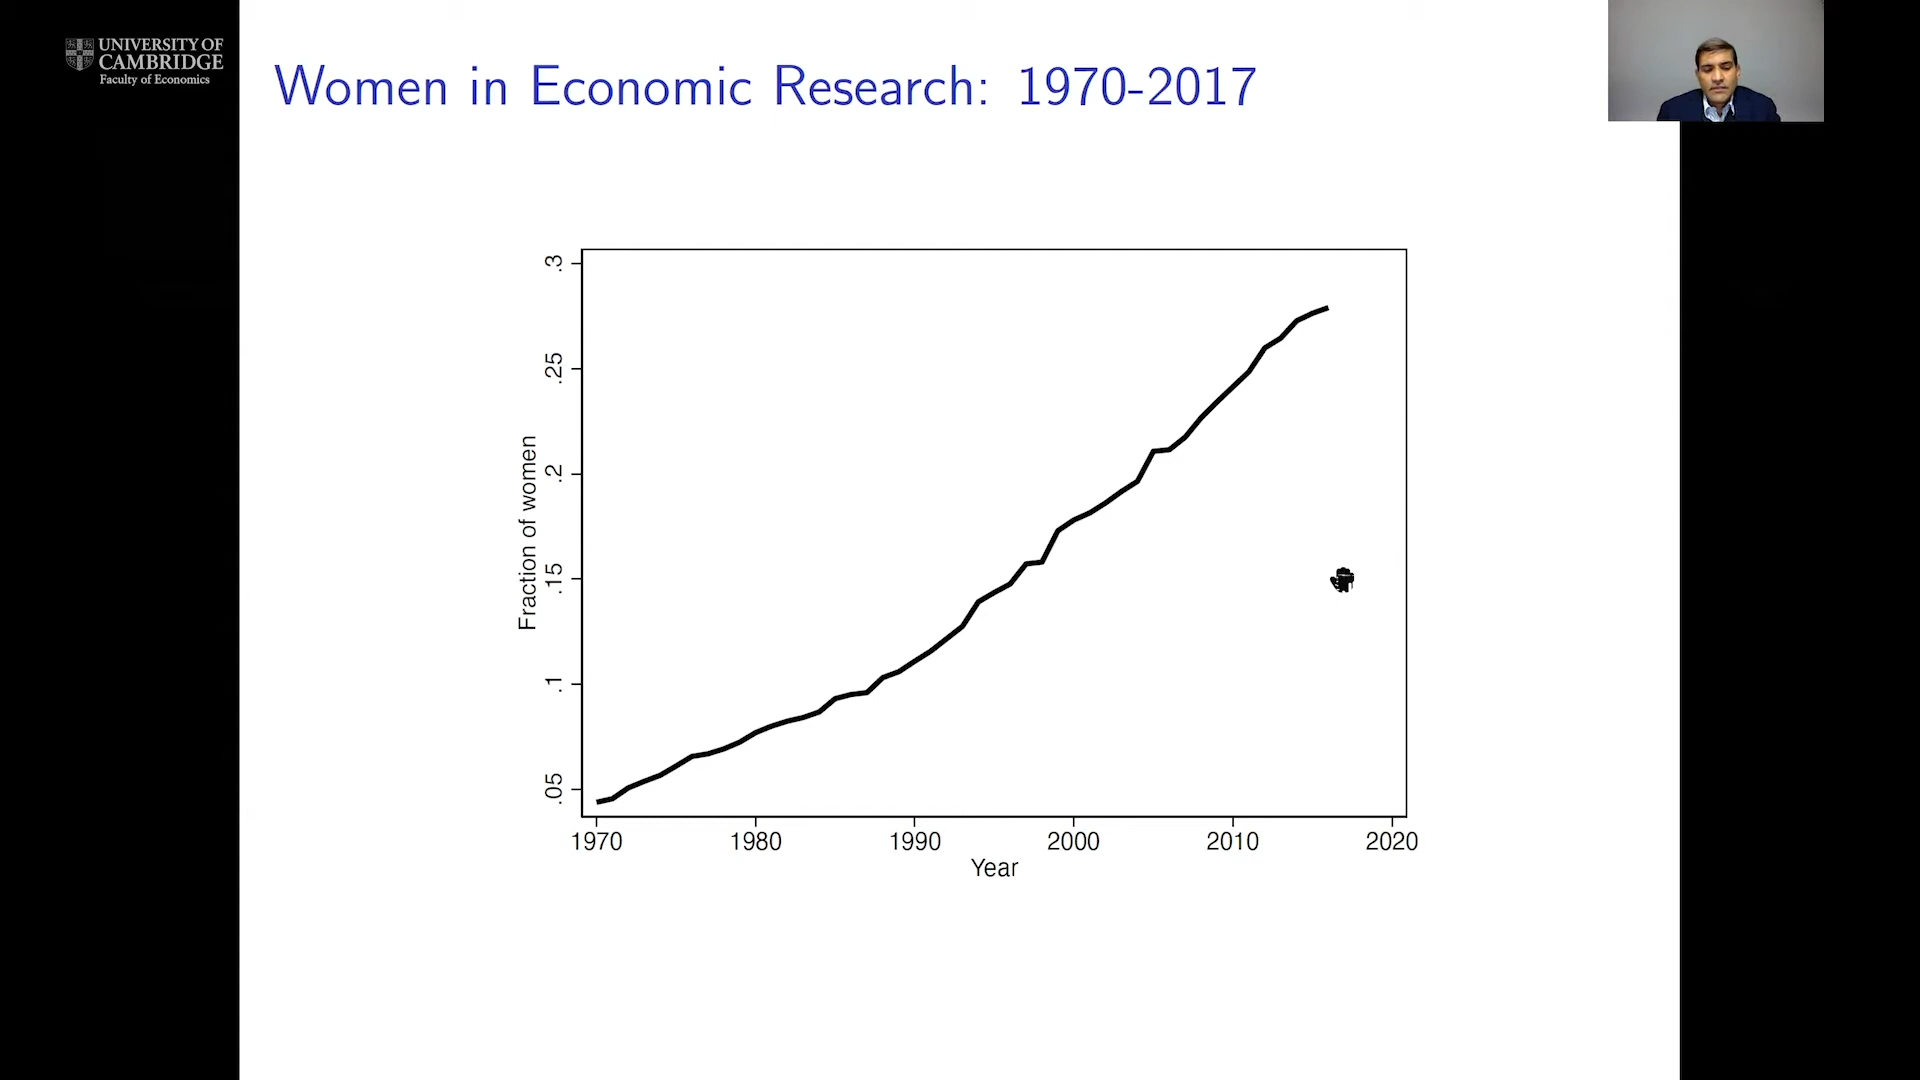 UNIVERSITY OF
CAMBRIDGE
Faculty of Economics
Women in Economic Research: 1970-2017
.3
.25
.2
.15
.1
.05
Fraction of women
1970 1980 1990 2000 2010 2020
Year